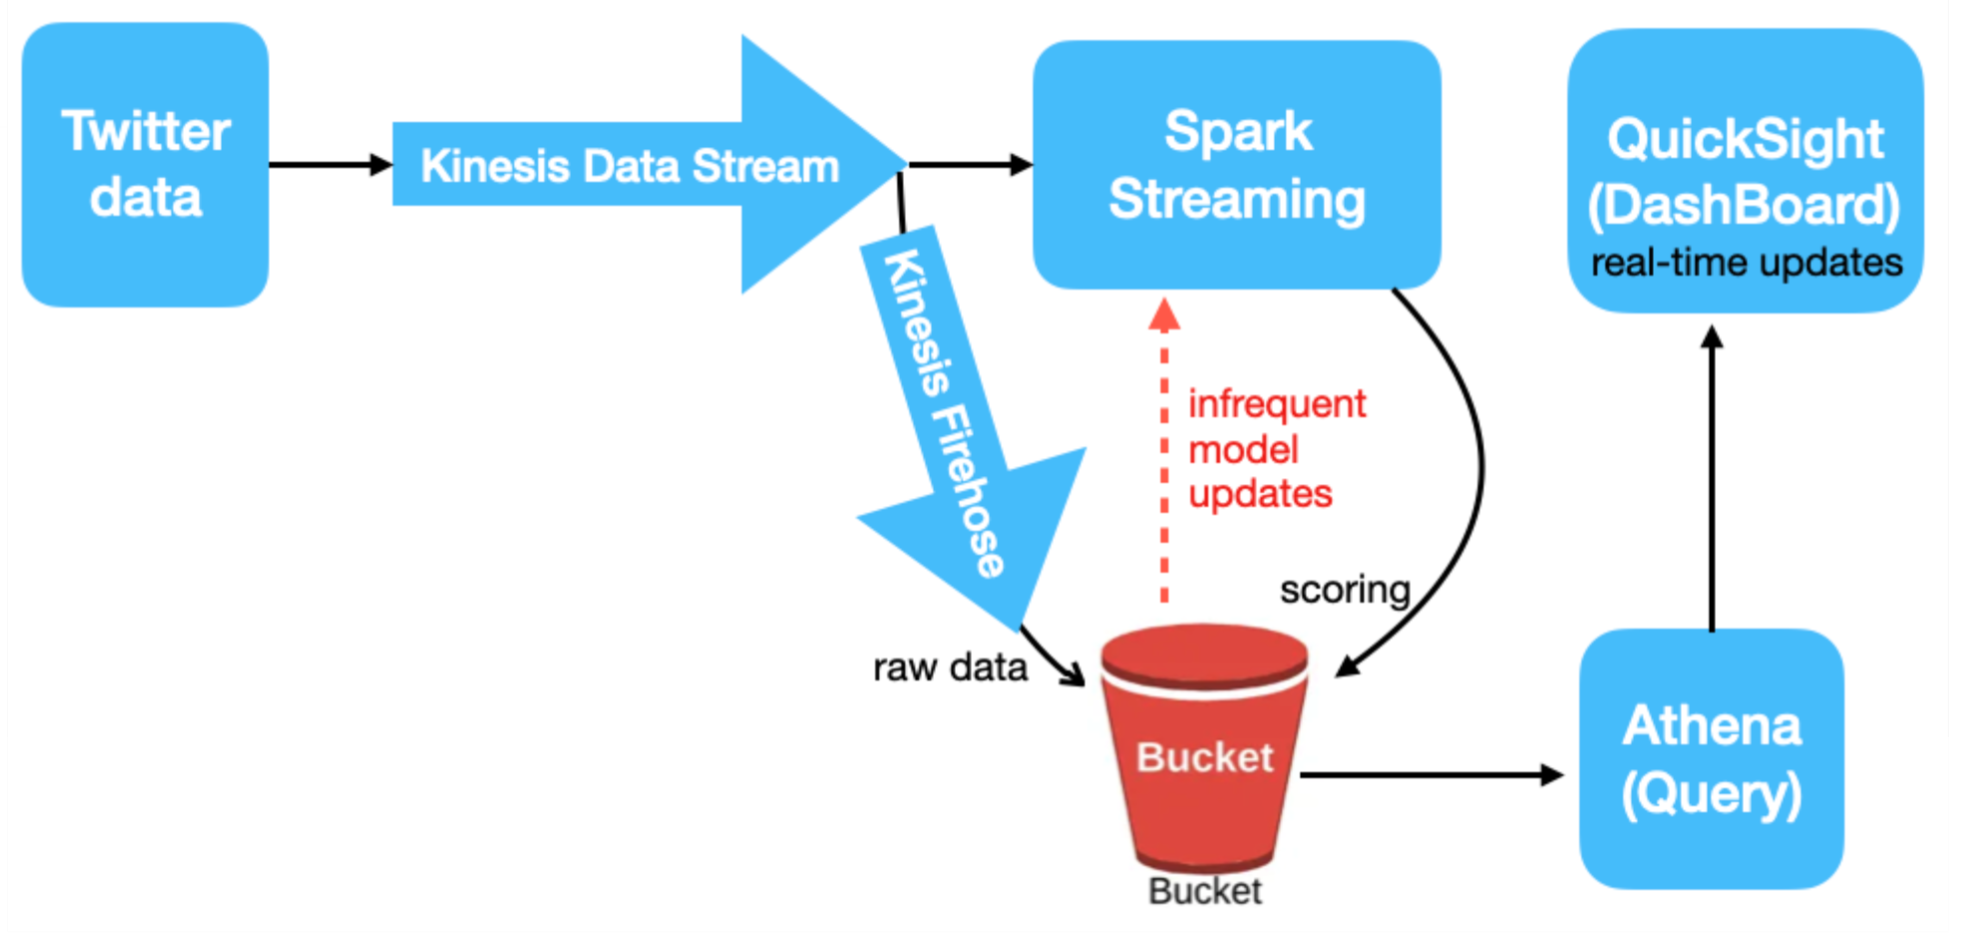 Twitter
data
Kinesis Data Stream
Spark
Streaming
QuickSight
(DashBoard)
real-time updates
Kinesis Firehose
infrequent
model
updates
scoring
raw data
Bucket
Bucket
Athena
(Query)